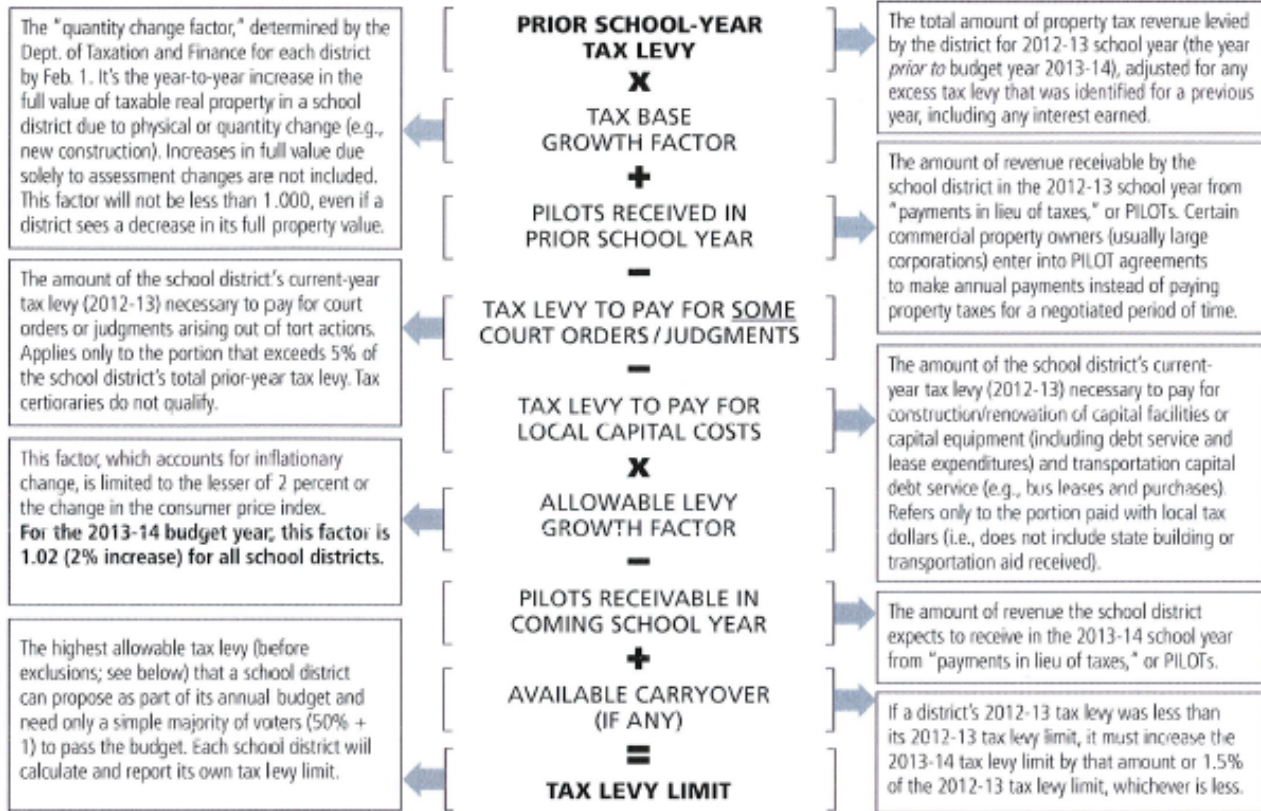 The "quantity change factor," determined by the
Dept. of Taxation and Finance for each district
by Feb. 1. It's the year-to-year increase in the
full value of taxable real property in a school
district due to physical or quantity change (e.g.,
new construction). Increases in full value due
solely to assessment changes are not included.
This factor will not be less than 1.000, even if a
district sees a decrease in its full property value.
The amount of the school district's current-year
tax levy (2012-13) necessary to pay for court
orders or judgments arising out of tort actions.
Applies only to the portion that exceeds 5% of
the school district's total prior-year tax levy. Tax
certioraries do not qualify.
This factor, which accounts for inflationary
change, is limited to the lesser of 2 percent or
the change in the consumer price index.
For the 2013-14 budget year, this factor is
1.02 (2% increase) for all school districts.
The highest allowable tax levy (before
exclusions; see below) that a school district
can propose as part of its annual budget and
need only a simple majority of voters (50% +
1) to pass the budget. Each school district will
calculate and report its own tax levy limit.
PRIOR SCHOOL-YEAR
TAX LEVY
X
TAX BASE
GROWTH FACTOR
+
PILOTS RECEIVED IN
PRIOR SCHOOL YEAR
–
TAX LEVY TO PAY FOR SOME
COURT ORDERS/JUDGMENTS
–
TAX LEVY TO PAY FOR
LOCAL CAPITAL COSTS
X
ALLOWABLE LEVY
GROWTH FACTOR
–
PILOTS RECEIVABLE IN
COMING SCHOOL YEAR
+
AVAILABLE CARRYOVER
(IF ANY)
=
TAX LEVY LIMIT
The total amount of property tax revenue levied
by the district for 2012-13 school year (the year
prior to budget year 2013-14), adjusted for any
excess tax levy that was identified for a previous
year, including any interest earned.
The amount of revenue receivable by the
school district in the 2012-13 school year from
"payments in lieu of taxes," or PILOTs. Certain
commercial property owners (usually large
corporations) enter into PILOT agreements
to make annual payments instead of paying
property taxes for a negotiated period of time.
The amount of the school district's current-
year tax levy (2012-13) necessary to pay for
construction/renovation of capital facilities or
capital equipment (including debt service and
lease expenditures) and transportation capital
debt service (e.g., bus leases and purchases).
Refers only to the portion paid with local tax
dollars (i.e., does not include state building or
transportation aid received).
The amount of revenue the school district
expects to receive in the 2013-14 school year
from "payments in lieu of taxes," or PILOTs.
If a district's 2012-13 tax levy was less than
its 2012-13 tax levy limit, it must increase the
2013-14 tax levy limit by that amount or 1.5%
of the 2012-13 tax levy limit, whichever is less.